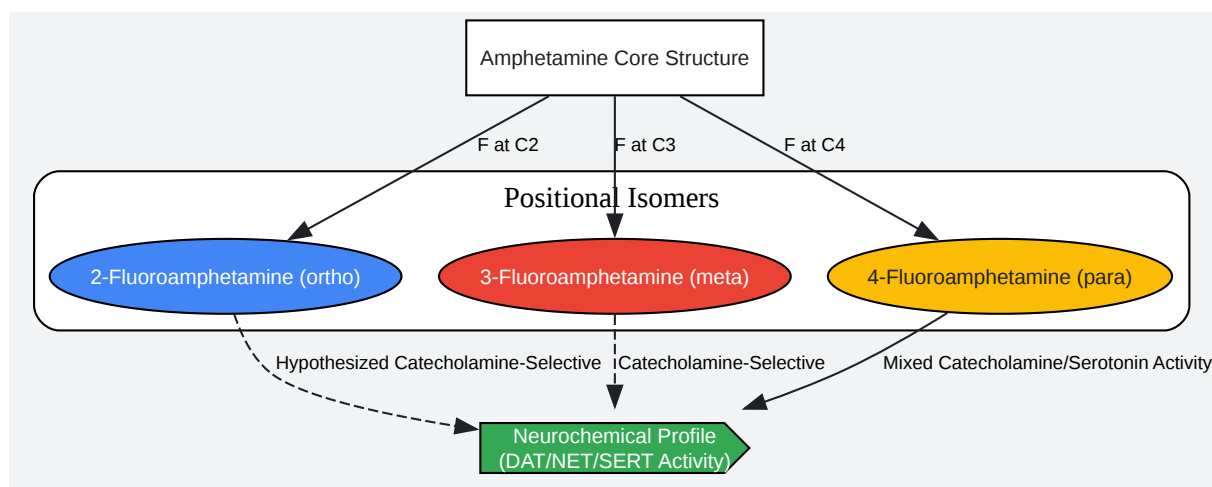 Amphetamine Core Structure
F at C2
F at C3
F at C4
Positional Isomers
2-Fluoroamphetamine (ortho)
3-Fluoroamphetamine (meta)
4-Fluoroamphetamine (para)
Hypothesized Catecholamine-Selective
Catecholamine-Selective
Mixed Catecholamine/Serotonin Activity
Neurochemical Profile
(DAT/NET/SERT Activity)